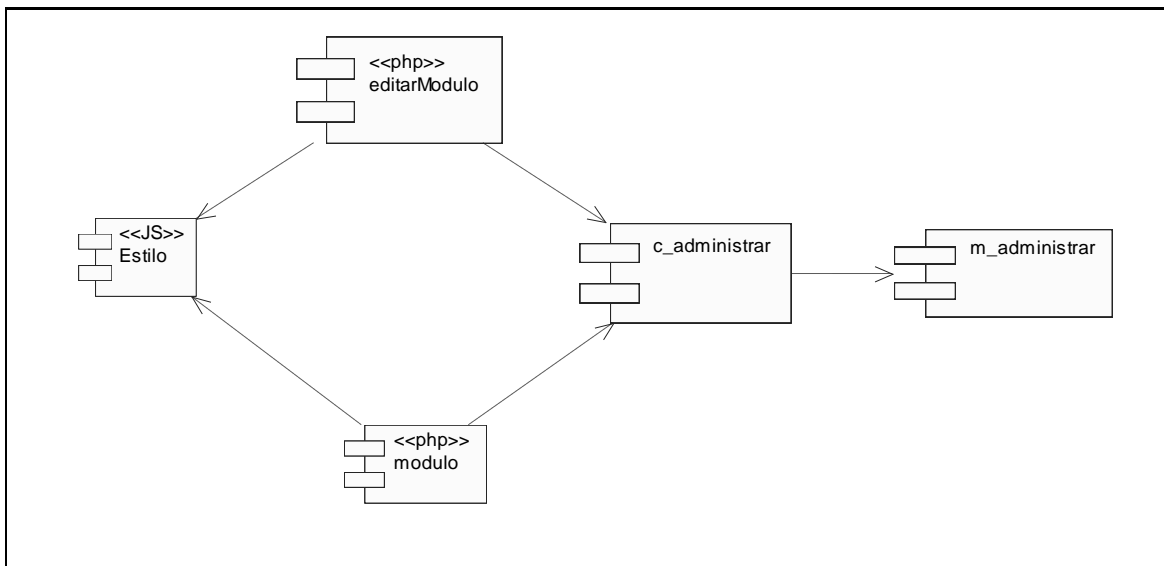 <<php>>
editarModulo
<<JS>>
Estilo
c_administrar
m_administrar
<<php>>
modulo